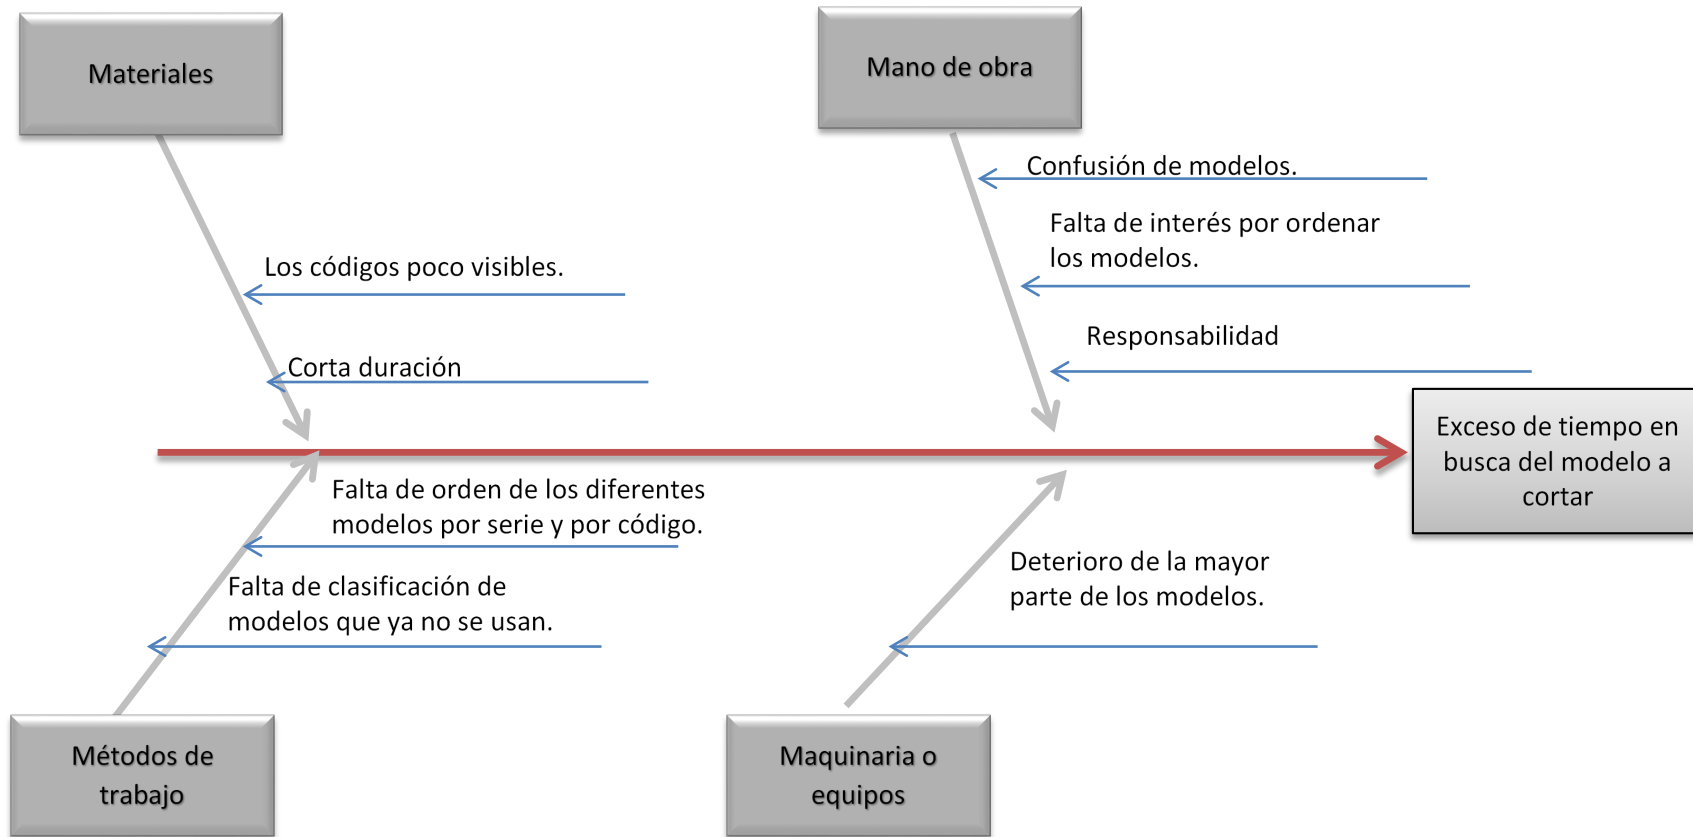 Materiales
Mano de obra
Confusión de modelos.
Falta de interés por ordenar
los modelos.
Los códigos poco visibles.
Responsabilidad
Corta duración
Exceso de tiempo en
busca del modelo a
cortar
Falta de orden de los diferentes
modelos por serie y por código.
Deterioro de la mayor
parte de los modelos.
Falta de clasificación de
modelos que ya no se usan.
Métodos de
trabajo
Maquinaria o
equipos